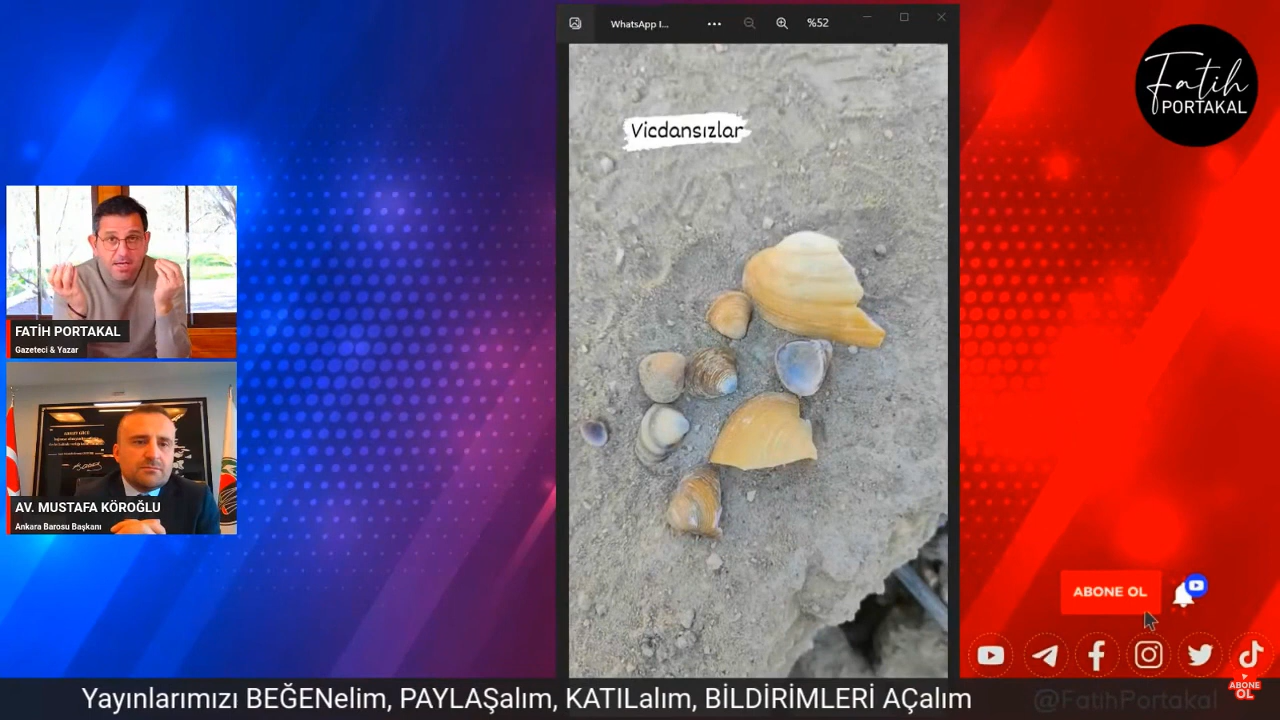 WhatsApp I...
%52
Fatih
PORTAKAL
Vicdansızlar
FATİH PORTAKAL
Gazeteci & Yazar
AV. MUSTAFA KÖROĞLU
Ankara Barosu Başkanı
ABONE OL
ABONE
OL
Yayınlarımızı BEĞENelim, PAYLAŞalım, KATILalım, BİLDİRİMLERİ AÇalım
@FatihPortakal